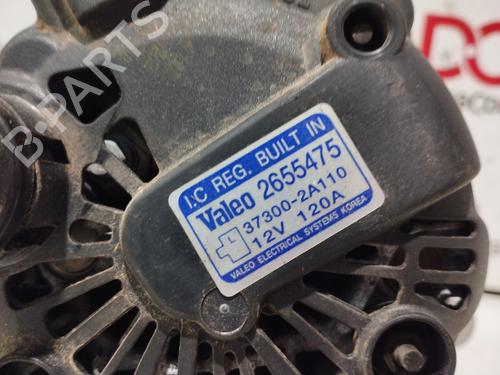 I.C REG. BUILT IN
Valeo 2655475
37300-2A110
12V 120A
VALEO ELECTRICAL SYSTEMS KOREA
B-PARTS